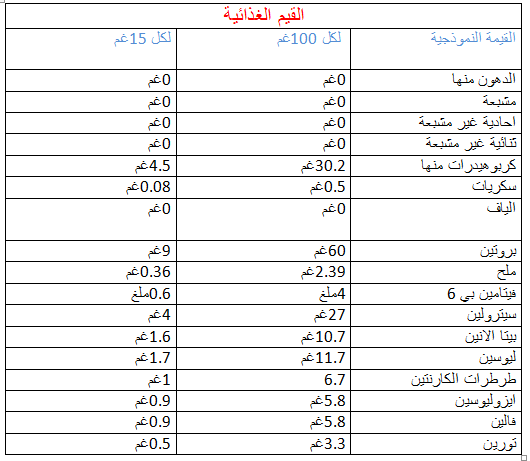 القيم الغذائية
القيمة النموذجية لكل 100غم لكل 15غم
الدهون منها 0غم 0غم
مشبعة 0غم 0غم
احادية غير مشبعة 0غم 0غم
ثنائية غير مشبعة 0غم 0غم
كربوهيدرات منها 30.2غم 4.5غم
سكريات 0.5غم 0.08غم
الياف 0غم 0غم
بروتين 60غم 9غم
ملح 2.39غم 0.36غم
فيتامين بي 6 4ملغ 0.6ملغ
سيترولين 27غم 4غم
بيتا الانين 10.7غم 1.6غم
ليوسين 11.7غم 1.7غم
طرطرات الكارنتين 6.7 1غم
ايزوليوسين 5.8غم 0.9غم
فالين 5.8غم 0.9غم
تورين 3.3غم 0.5غم